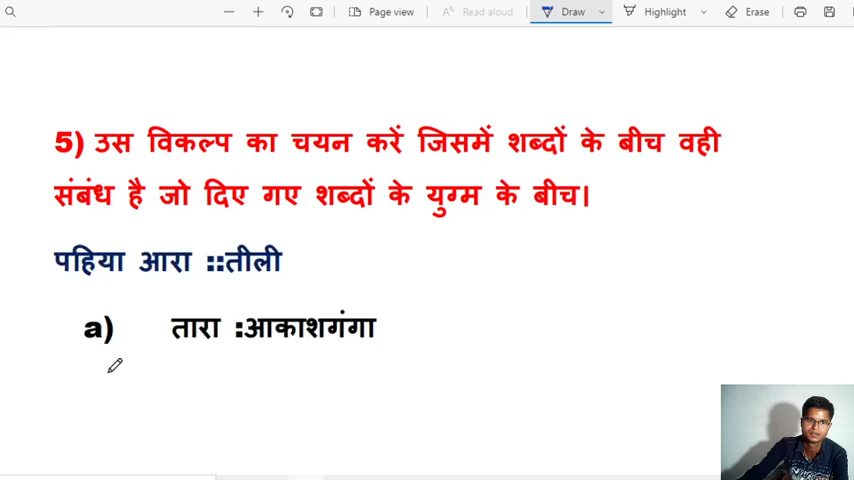 Page view
Read aloud
Draw
Highlight
Erase
5) उस विकल्प का चयन करें जिसमें शब्दों के बीच वही
संबंध है जो दिए गए शब्दों के युग्म के बीच।
पहिया आरा ::तीली
a) तारा :आकाशगंगा